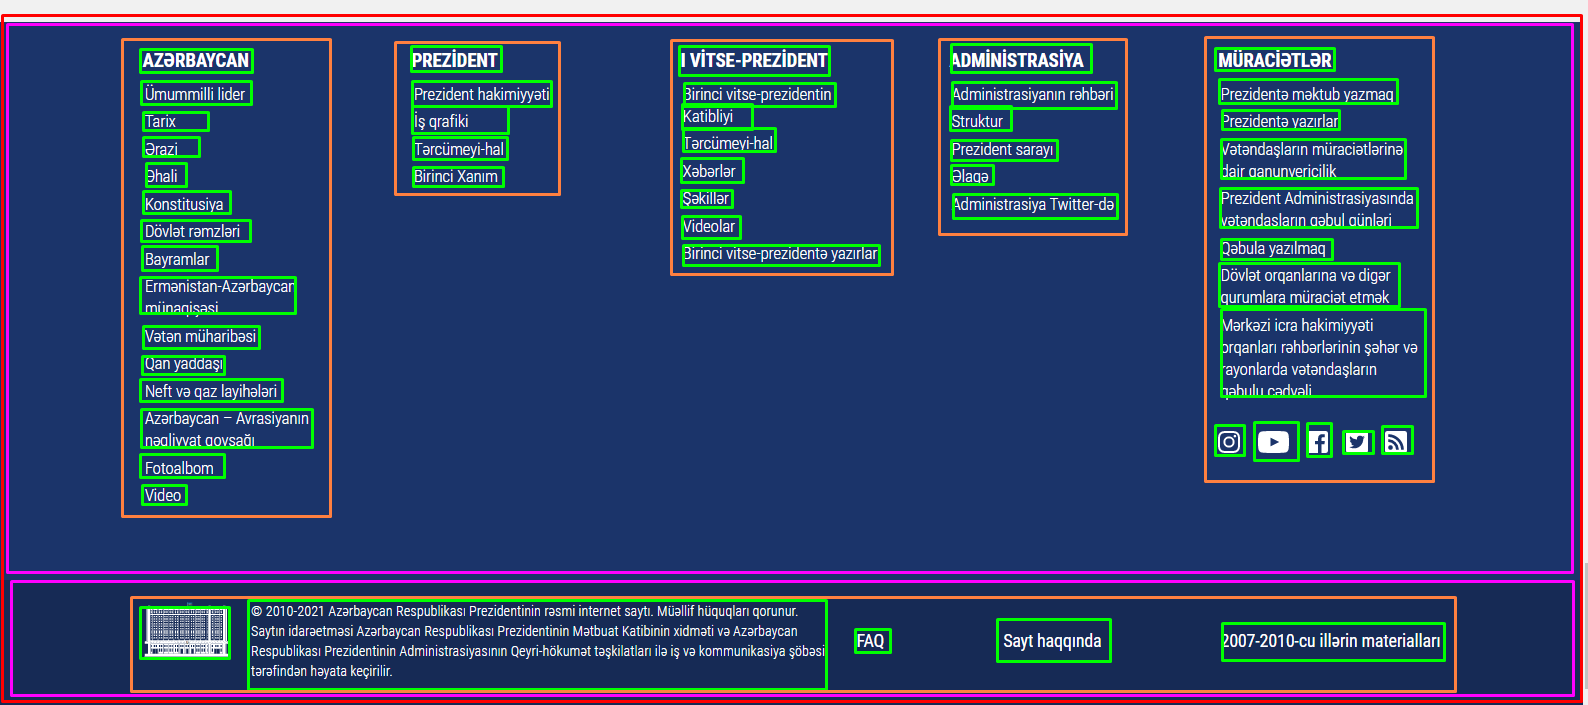 AZƏRBAYCAN
Ümummilli lider
Tarix
Ərazi
Əhali
Konstitusiya
Dövlət rəmzləri
Bayramlar
Ermənistan-Azərbaycan
münaqişəsi
Vətən müharibəsi
Qan yaddaşı
Neft və qaz layihələri
Azərbaycan – Avrasiyanın
nəqliyyat qovşağı
Fotoalbom
Video
PREZİDENT
Prezident hakimiyyəti
İş qrafiki
Tərcümeyi-hal
Birinci Xanım
I VİTSE-PREZİDENT
Birinci vitse-prezidentin
Katibliyi
Tərcümeyi-hal
Xəbərlər
Şəkillər
Videolar
Birinci vitse-prezidentə yazırlar
ADMİNİSTRASİYA
Administrasiyanın rəhbəri
Struktur
Prezident sarayı
Əlaqə
Administrasiya Twitter-də
MÜRACİƏTLƏR
Prezidentə məktub yazmaq
Prezidentə yazırlar
Vətəndaşların müraciətlərinə
dair qanunvericilik
Prezident Administrasiyasında
vətəndaşların qəbul günləri
Qəbula yazılmaq
Dövlət orqanlarına və digər
qurumlara müraciət etmək
Mərkəzi icra hakimiyyəti
orqanları rəhbərlərinin şəhər və
rayonlarda vətəndaşların
qəbulu cədvəli
© 2010-2021 Azərbaycan Respublikası Prezidentinin rəsmi internet saytı. Müəllif hüquqları qorunur.
Saytın idarəetməsi Azərbaycan Respublikası Prezidentinin Mətbuat Katibinin xidməti və Azərbaycan
Respublikası Prezidentinin Administrasiyasının Qeyri-hökumət təşkilatları ilə iş və kommunikasiya şöbəsi
tərəfindən həyata keçirilir.
FAQ
Sayt haqqında
2007-2010-cu illərin materialları